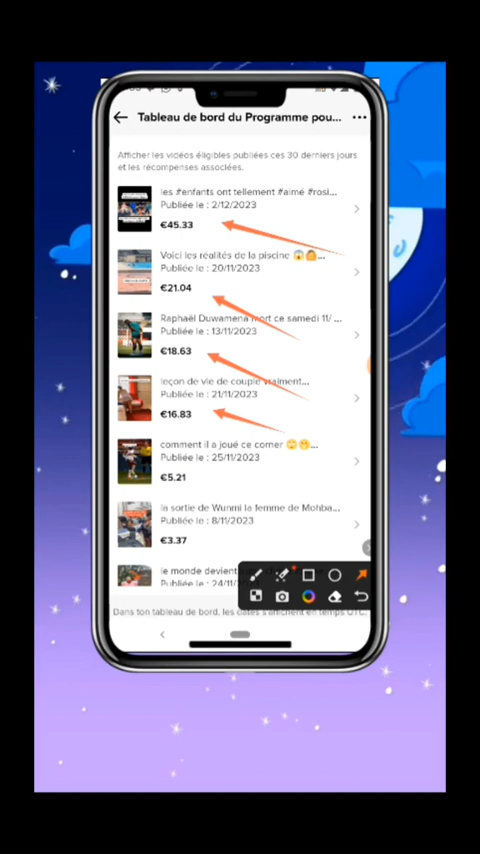 Tableau de bord du Programme pou...
Afficher les vidéos éligibles publiées ces 30 derniers jours
et les récompenses associées.
les #enfants ont tellement #aimé #rosi...
Publiée le : 2/12/2023
€45.33
Voici les réalités de la piscine 😱🙆...
Publiée le : 20/11/2023
€21.04
Raphaël Duwamena mort ce samedi 11/ ...
Publiée le : 13/11/2023
€18.63
leçon de vie de couple vraiment...
Publiée le : 21/11/2023
€16.83
comment il a joué ce corner 🙄🤭...
Publiée le : 25/11/2023
€5.21
la sortie de Wunmi la femme de Mohba...
Publiée le : 8/11/2023
€3.37
le monde devient
Publiée le : 24/11/
Dans ton tableau de bord, les dates s'affichent en temps UTC.